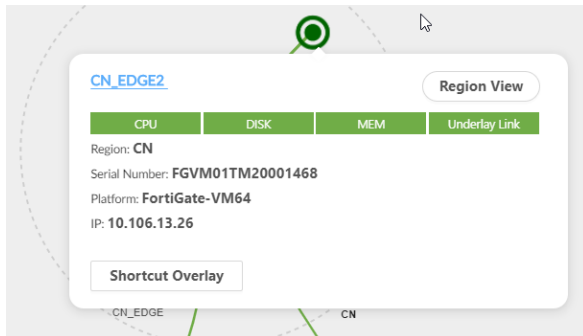 CN_EDGE2
Region View
CPU DISK MEM Underlay Link
Region: CN
Serial Number: FGVM01TM20001468
Platform: FortiGate-VM64
IP: 10.106.13.26
Shortcut Overlay
CN_EDGE CN